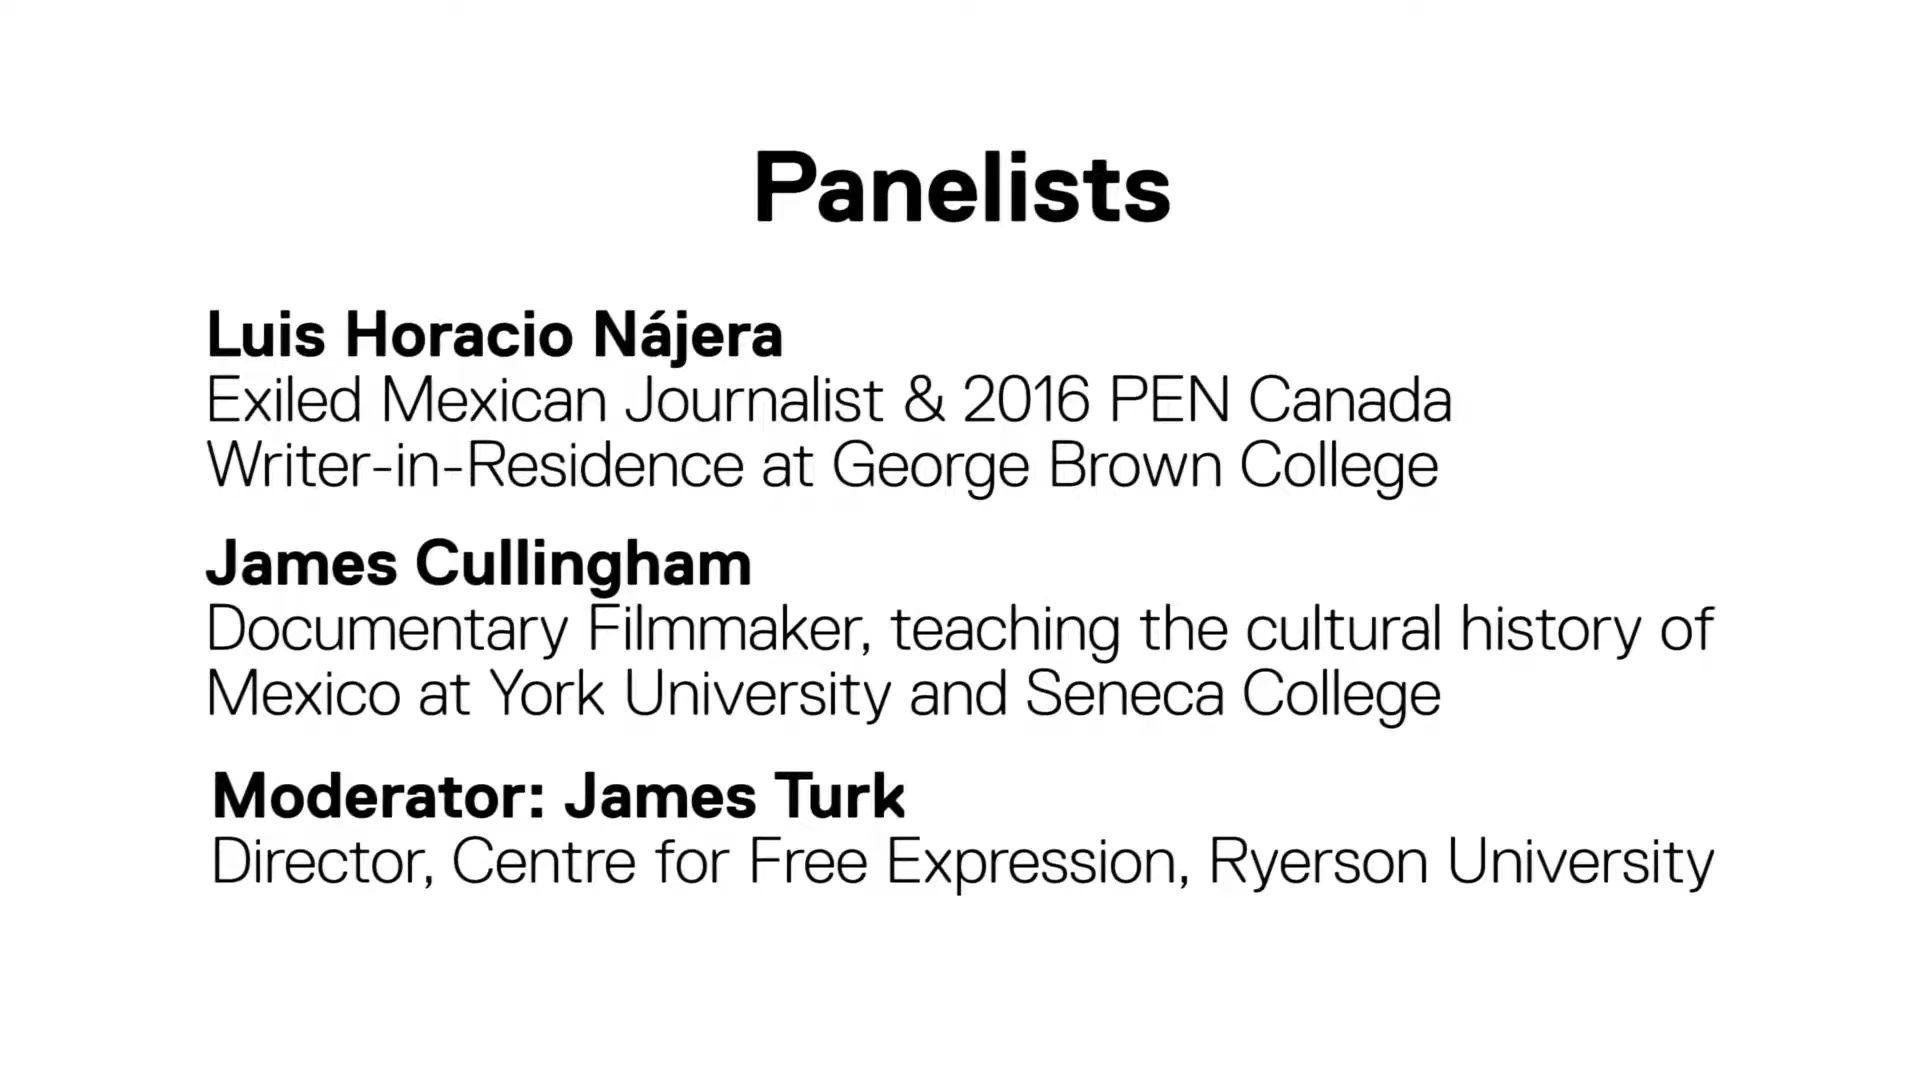 Panelists
Luis Horacio Nájera
Exiled Mexican Journalist & 2016 PEN Canada
Writer-in-Residence at George Brown College
James Cullingham
Documentary Filmmaker, teaching the cultural history of
Mexico at York University and Seneca College
Moderator: James Turk
Director, Centre for Free Expression, Ryerson University